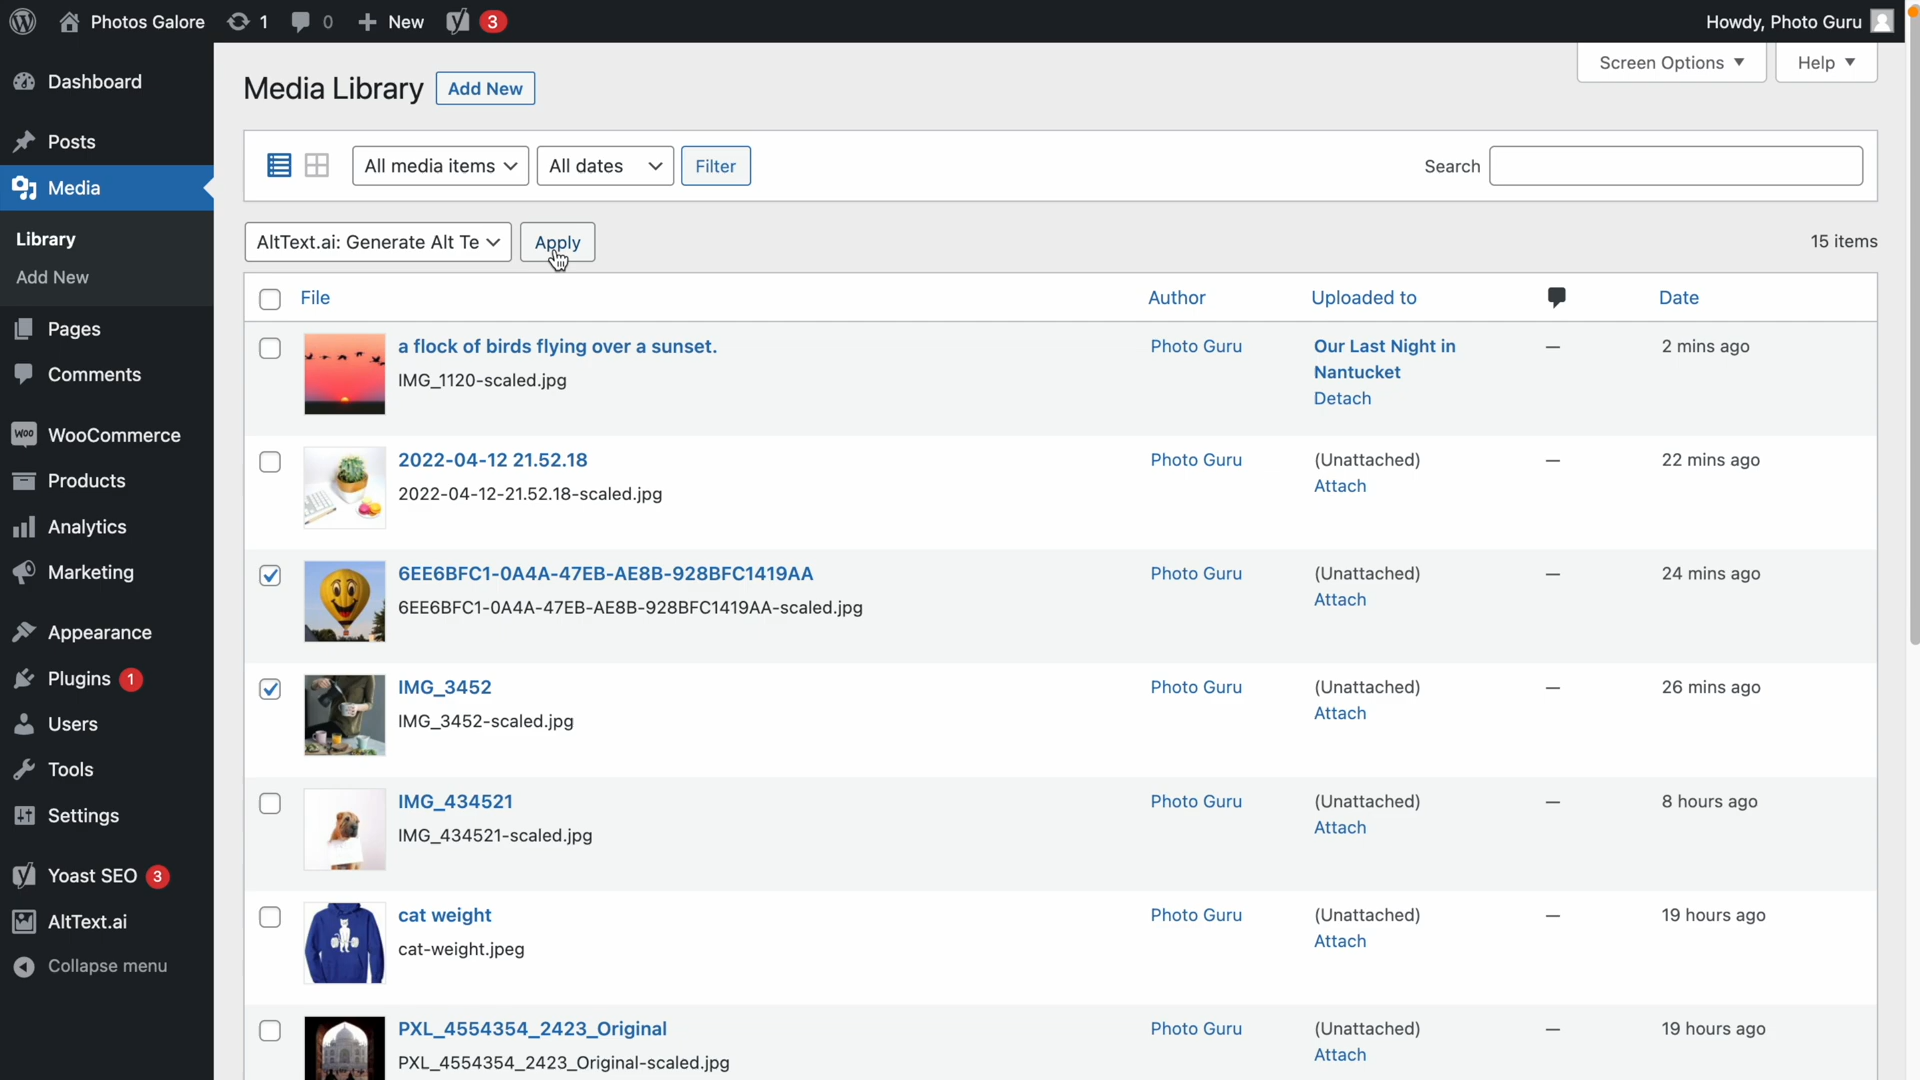 Photos Galore 1 0 New 3 Howdy, Photo Guru
Dashboard
Posts
Media
Library
Add New
Pages
Comments
WOO WooCommerce
Products
Analytics
Marketing
Appearance
Plugins 1
Users
Tools
Settings
Yoast SEO 3
AltText.ai
Collapse menu
Screen Options Help
Media Library Add New
All media items All dates Filter Search
AltText.ai: Generate Alt Te Apply 15 items
File Author Uploaded to Date
a flock of birds flying over a sunset. Photo Guru Our Last Night in — 2 mins ago
Nantucket
IMG_1120-scaled.jpg
Detach
2022-04-12 21.52.18 Photo Guru (Unattached) — 22 mins ago
2022-04-12-21.52.18-scaled.jpg Attach
6EE6BFC1-0A4A-47EB-AE8B-928BFC1419AA Photo Guru (Unattached) — 24 mins ago
6EE6BFC1-0A4A-47EB-AE8B-928BFC1419AA-scaled.jpg Attach
IMG_3452 Photo Guru (Unattached) — 26 mins ago
IMG_3452-scaled.jpg Attach
IMG_434521 Photo Guru (Unattached) — 8 hours ago
IMG_434521-scaled.jpg Attach
cat weight Photo Guru (Unattached) — 19 hours ago
cat-weight.jpeg Attach
PXL_4554354_2423_Original Photo Guru (Unattached) — 19 hours ago
PXL_4554354_2423_Original-scaled.jpg Attach